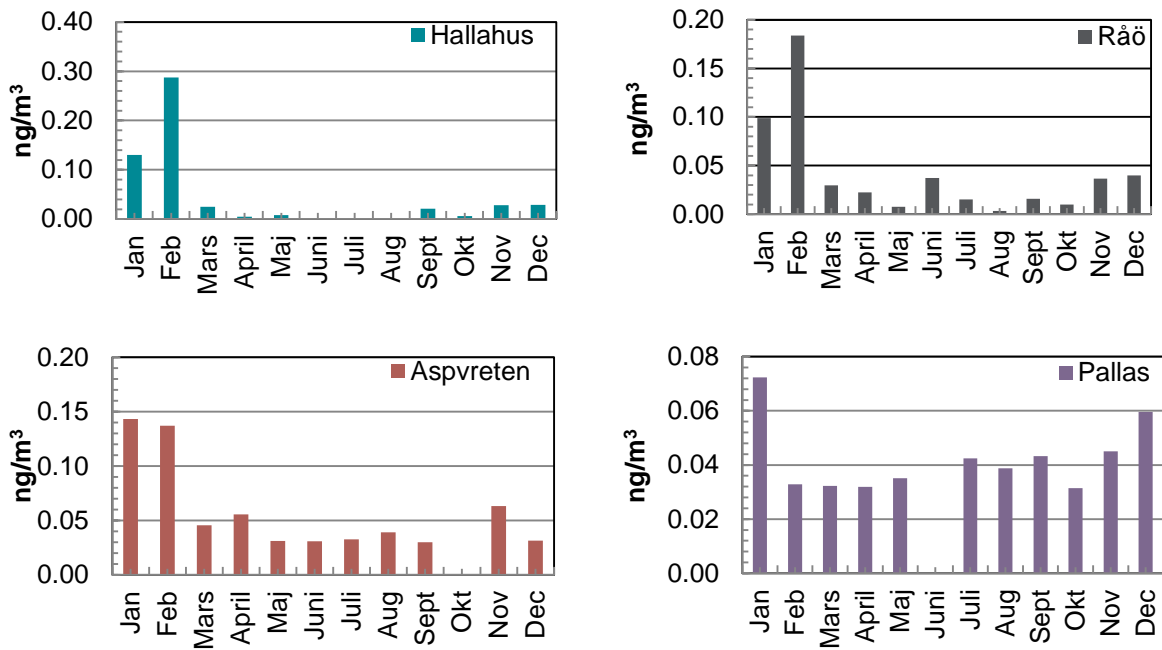 Hallahus
ng/m³
0.40
0.30
0.20
0.10
0.00
Jan Feb Mars April Maj Juni Juli Aug Sept Okt Nov Dec
Råö
ng/m³
0.20
0.15
0.10
0.05
0.00
Jan Feb Mars April Maj Juni Juli Aug Sept Okt Nov Dec
Aspvreten
ng/m³
0.20
0.15
0.10
0.05
0.00
Jan Feb Mars April Maj Juni Juli Aug Sept Okt Nov Dec
Pallas
ng/m³
0.08
0.06
0.04
0.02
0.00
Jan Feb Mars April Maj Juni Juli Aug Sept Okt Nov Dec